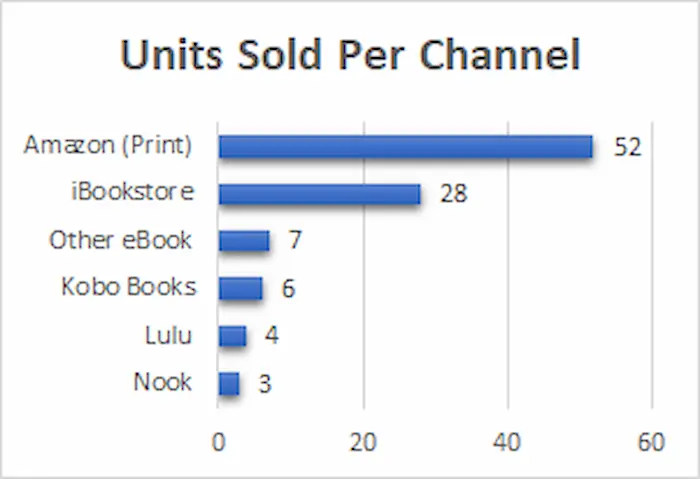 Units Sold Per Channel
Amazon (Print) 52
iBookstore 28
Other eBook 7
Kobo Books 6
Lulu 4
Nook 3
0 20 40 60